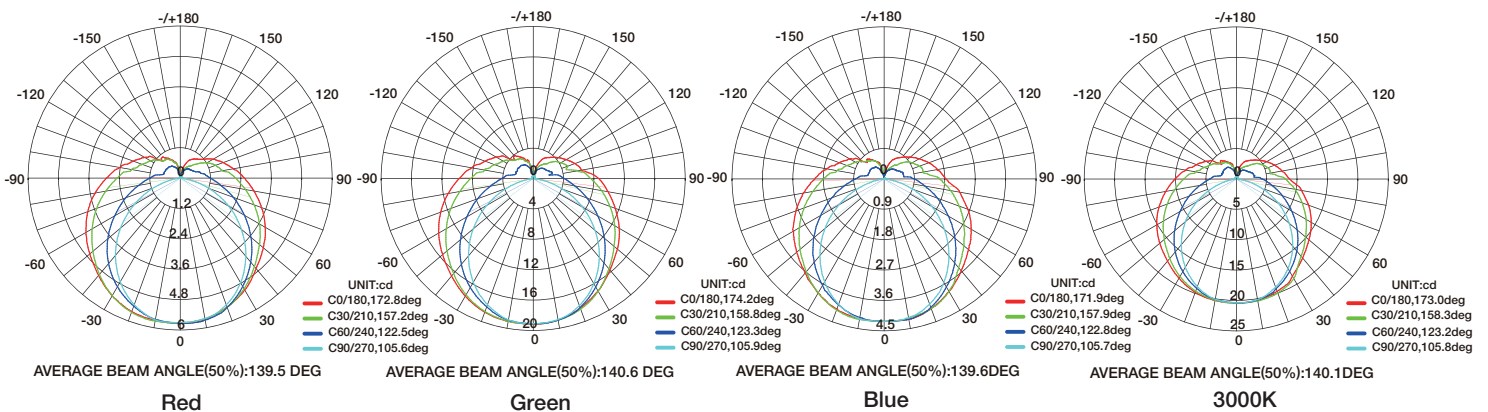 -/+180
-150
150
-120
120
-90
90
1.2
2.4
-60
60
3.6
4.8
-30
30
6
0
UNIT:cd
C0/180,172.8deg
C30/210,157.2deg
C60/240,122.5deg
C90/270,105.6deg
AVERAGE BEAM ANGLE(50%):139.5 DEG
Red
-/+180
-150
150
-120
120
-90
90
4
8
-60
60
12
16
-30
30
20
0
UNIT:cd
C0/180,174.2deg
C30/210,158.8deg
C60/240,123.3deg
C90/270,105.9deg
AVERAGE BEAM ANGLE(50%):140.6 DEG
Green
-/+180
-150
150
-120
120
-90
90
0.9
1.8
-60
60
2.7
3.6
-30
30
4.5
0
UNIT:cd
C0/180,171.9deg
C30/210,157.9deg
C60/240,122.8deg
C90/270,105.7deg
AVERAGE BEAM ANGLE(50%):139.6DEG
Blue
-/+180
-150
150
-120
120
-90
90
5
10
-60
60
15
20
-30
30
25
0
UNIT:cd
C0/180,173.0deg
C30/210,158.3deg
C60/240,123.2deg
C90/270,105.8deg
AVERAGE BEAM ANGLE(50%):140.1DEG
3000K